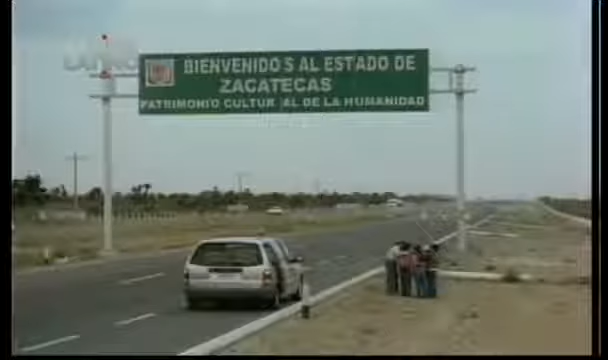 BIENVENIDOS AL ESTADO DE
ZACATECAS
PATRIMONIO CULTURAL DE LA HUMANIDAD